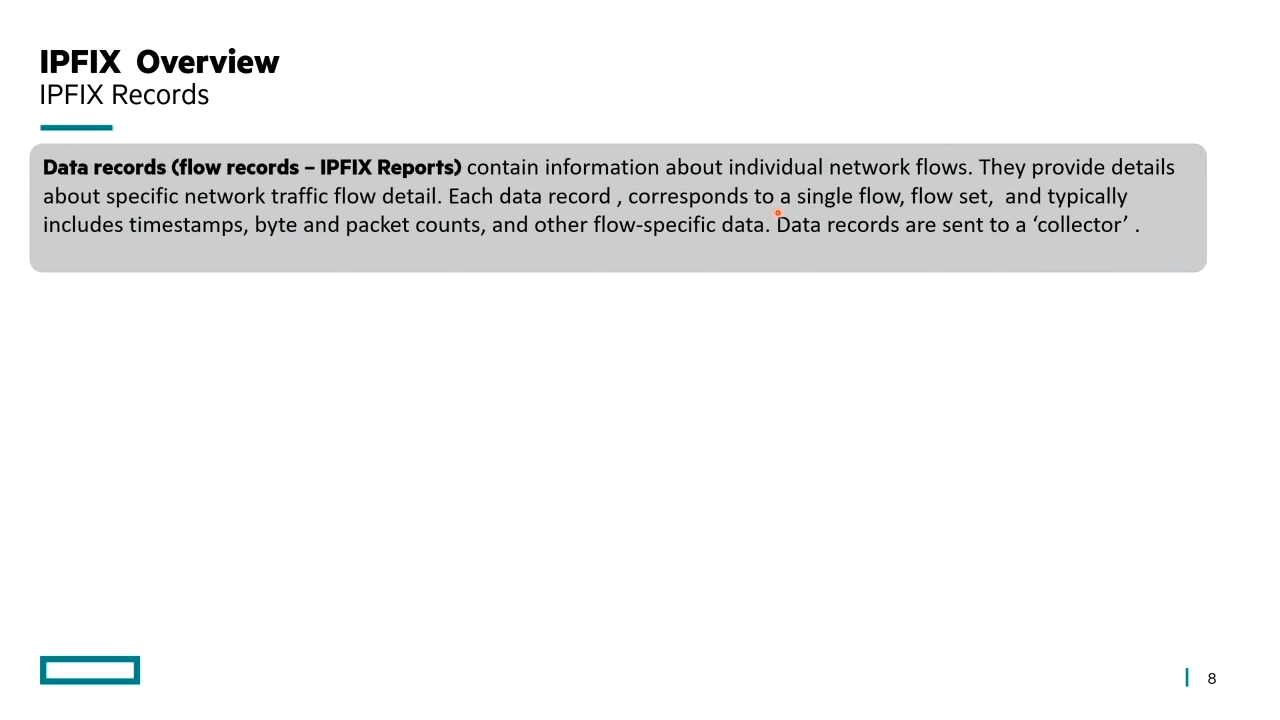 IPFIX  Overview
IPFIX Records
Data records (flow records – IPFIX Reports) contain information about individual network flows. They provide details
about specific network traffic flow detail. Each data record , corresponds to a single flow, flow set,  and typically
includes timestamps, byte and packet counts, and other flow-specific data. Data records are sent to a ‘collector’ .
8